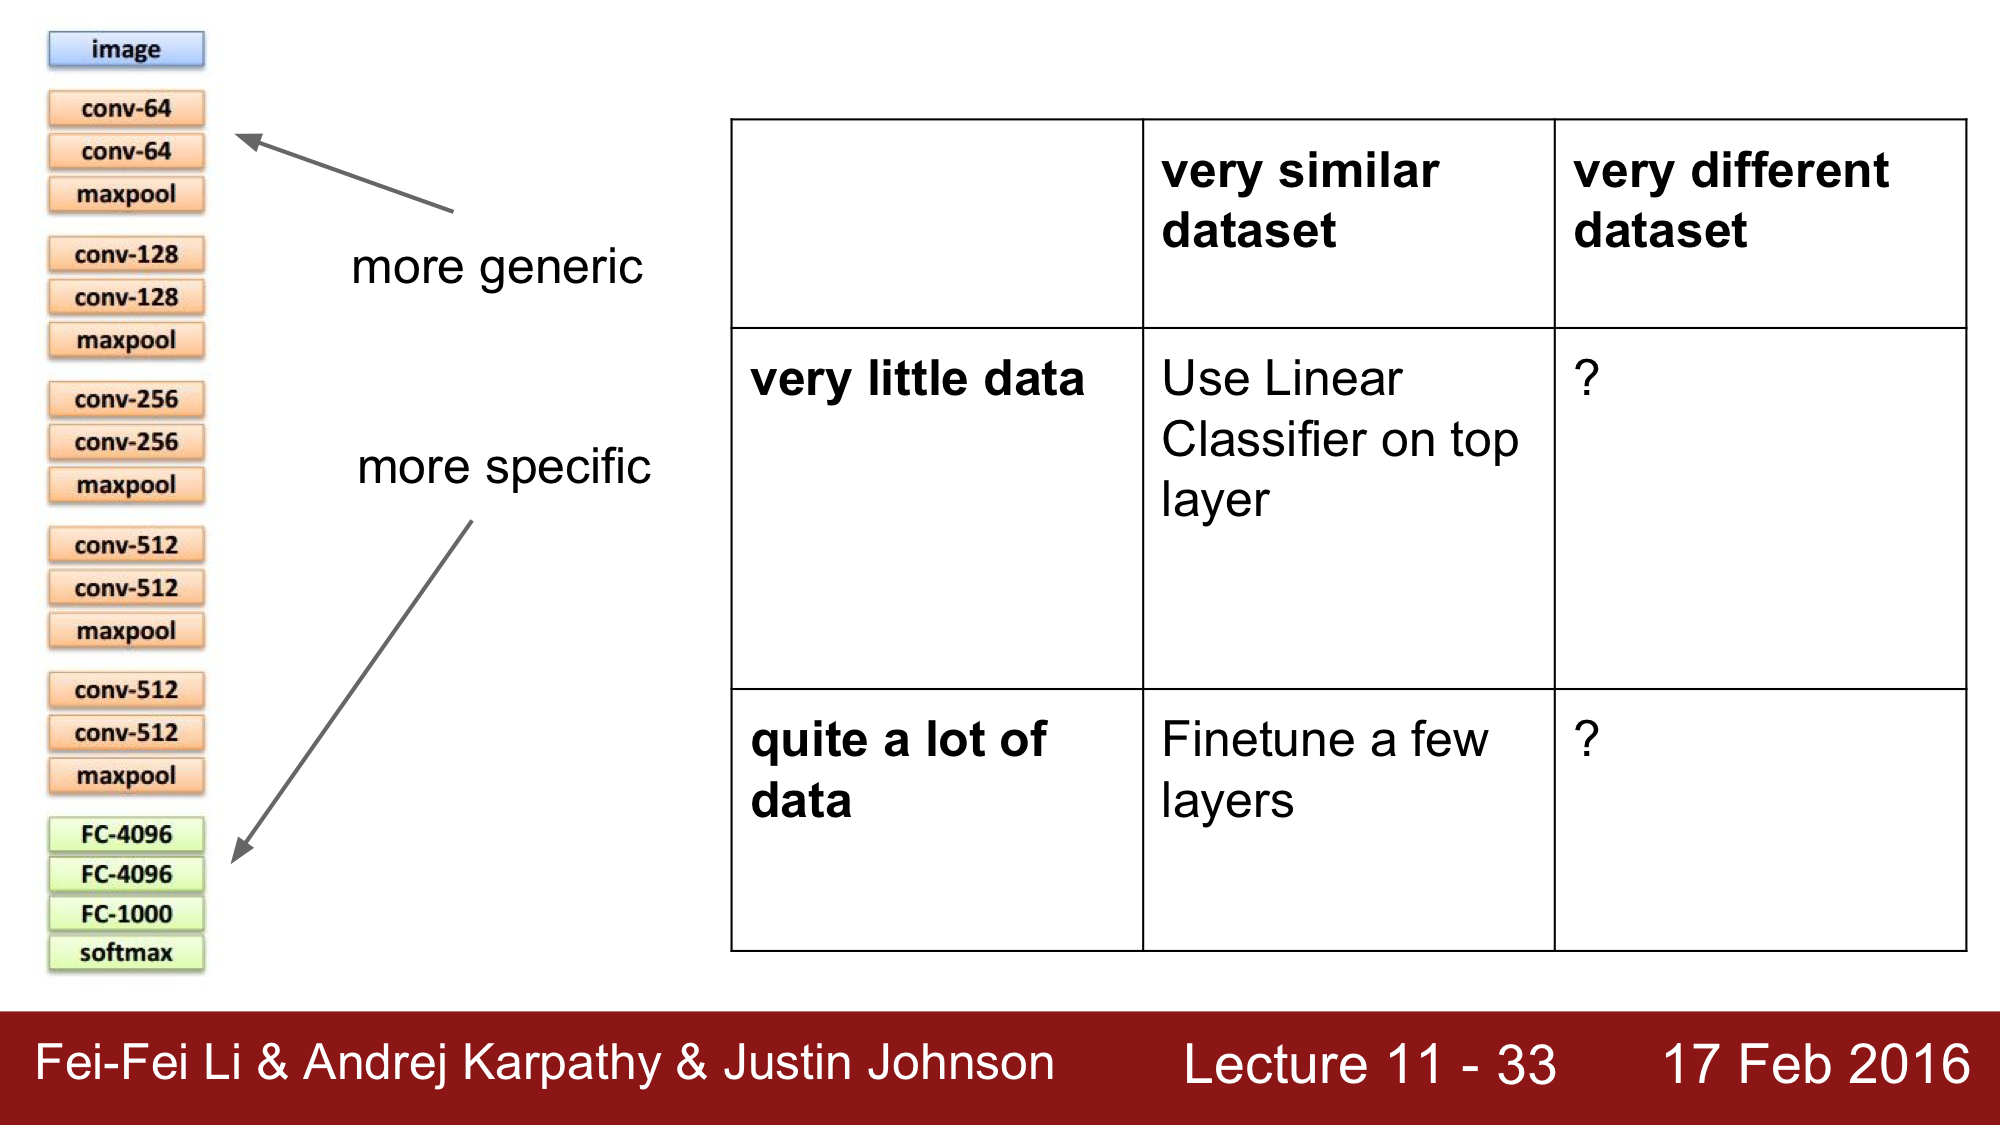 image
conv-64
conv-64
maxpool
conv-128
conv-128
maxpool
conv-256
conv-256
maxpool
conv-512
conv-512
maxpool
conv-512
conv-512
maxpool
FC-4096
FC-4096
FC-1000
softmax
more generic
more specific
very similar
dataset
very different
dataset
very little data
Use Linear
Classifier on top
layer
?
quite a lot of
data
Finetune a few
layers
?
Fei-Fei Li & Andrej Karpathy & Justin Johnson
Lecture 11 - 33
17 Feb 2016